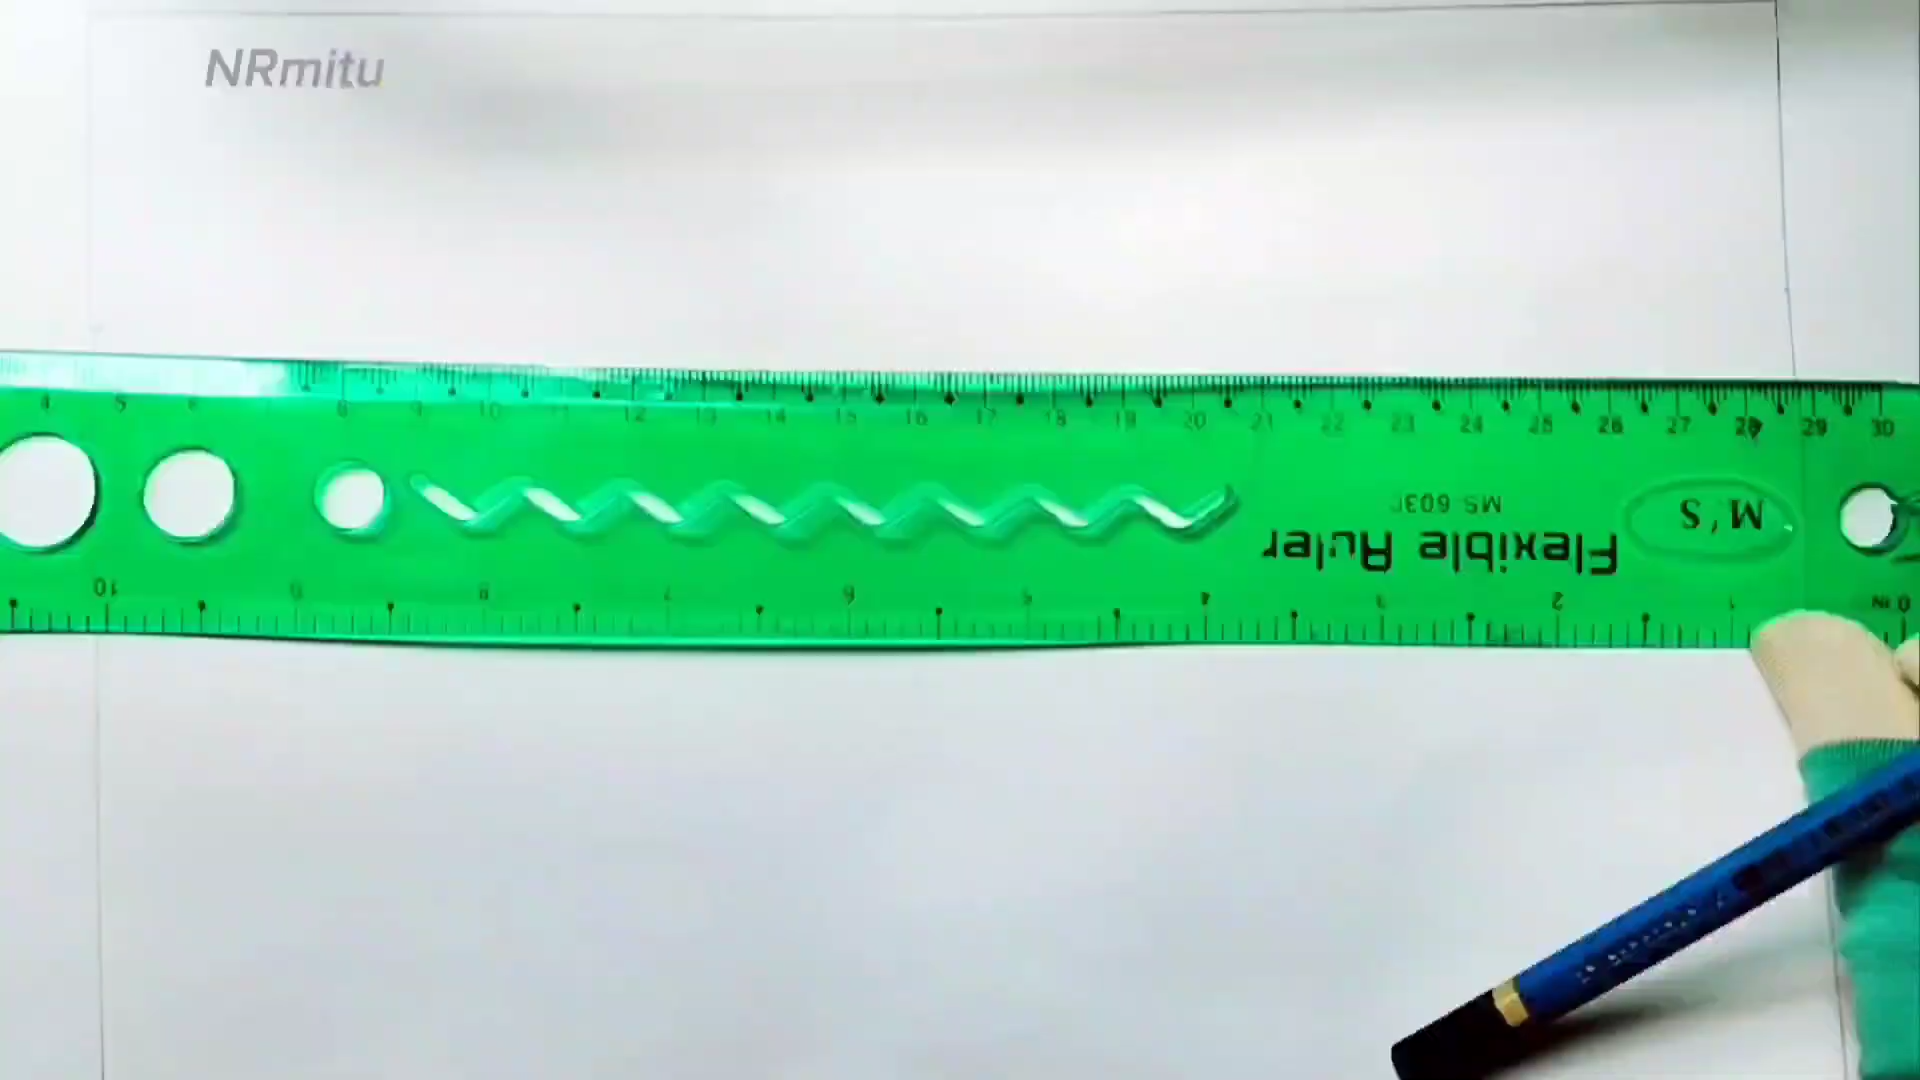 NRmitu
4 5 6 8 9 10 11 12 13 14 15 16 17 18 19 20 21 22 23 24 25 26 27 28 29 30
M'S
Flexible Ruler
0 IN 1 2 3 4 5 6 7 8 9 10